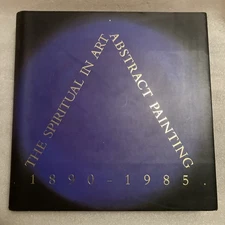 THE SPIRITUAL IN ART:
ABSTRACT PAINTING
1890-1985